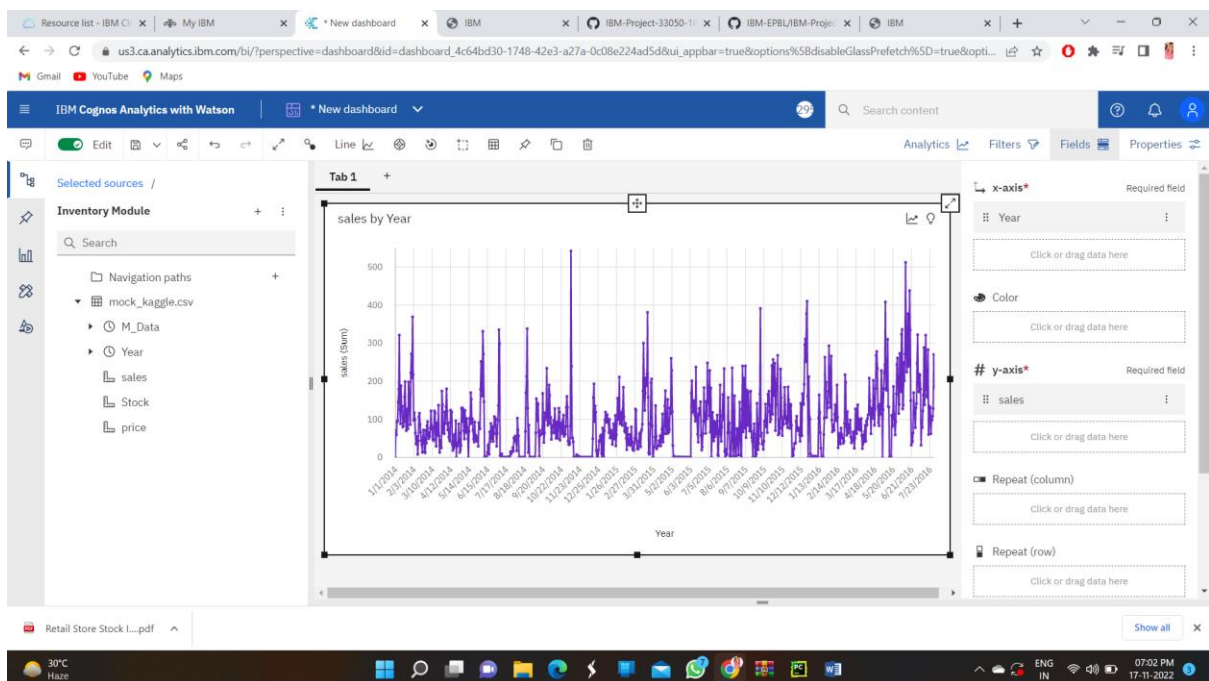 Resource list - IBM Cl
My IBM
* New dashboard
IBM
IBM-Project-33050-1
IBM-EPBL/IBM-Projec
IBM
us3.ca.analytics.ibm.com/bi/?perspective=dashboard&id=dashboard_4c64bd30-1748-42e3-a27a-0c08e224ad5d&ui_appbar=true&options%5BdisableGlassPrefetch%5D=true&opti...
Gmail YouTube Maps
IBM Cognos Analytics with Watson
* New dashboard
Search content
Edit
Line
Analytics
Filters
Fields
Properties
Selected sources /
Inventory Module
Search
Navigation paths
mock_kaggle.csv
M_Data
Year
sales
Stock
price
Tab 1
sales by Year
500
400
300
200
100
0
sales (Sum)
1/1/2014 2/3/2014 3/10/2014 4/12/2014 5/14/2014 6/15/2014 7/17/2014 8/18/2014 9/20/2014 10/22/2014 11/23/2014 12/25/2014 1/26/2015 2/27/2015 3/31/2015 5/2/2015 6/3/2015 7/5/2015 8/6/2015 9/7/2015 10/9/2015 11/10/2015 12/12/2015 1/13/2016 2/14/2016 3/17/2016 4/18/2016 5/20/2016 6/21/2016 7/23/2016
Year
x-axis*
Required field
Year
Click or drag data here
Color
Click or drag data here
# y-axis*
Required field
sales
Click or drag data here
Repeat (column)
Click or drag data here
Repeat (row)
Click or drag data here
Retail Store Stock I....pdf
Show all
30°C
Haze
ENG
IN
07:02 PM
17-11-2022